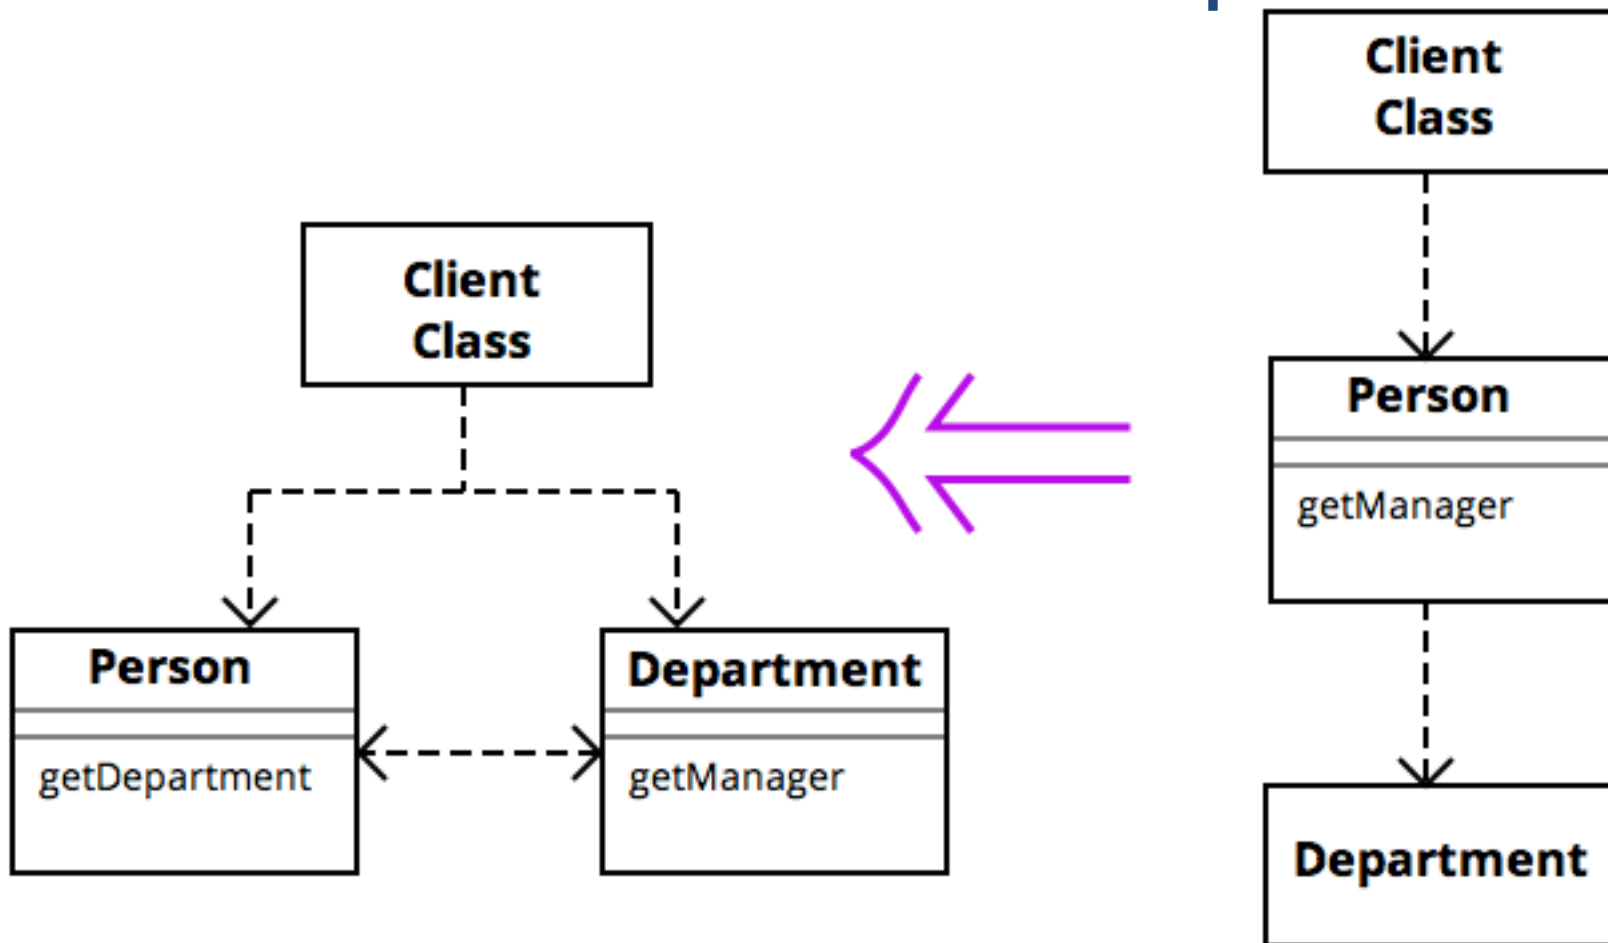 Client
Class
Person
getDepartment
Department
getManager
Client
Class
Person
getManager
Department